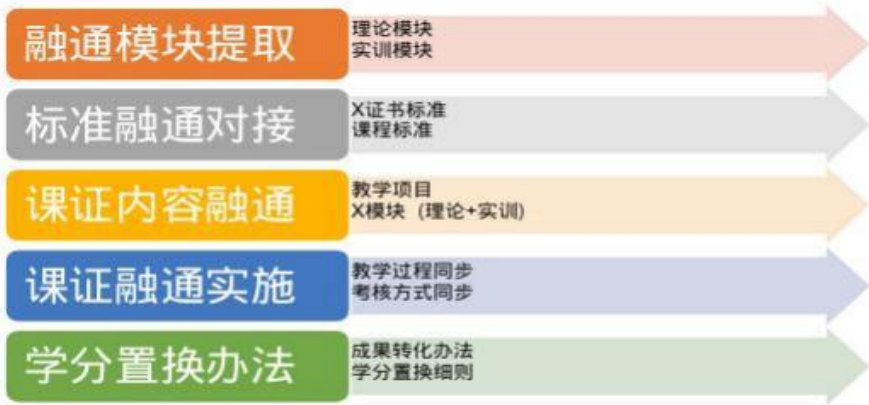 融通模块提取
理论模块
实训模块
标准融通对接
X证书标准
课程标准
课证内容融通
教学项目
X模块 (理论+实训)
课证融通实施
教学过程同步
考核方式同步
学分置换办法
成果转化办法
学分置换细则